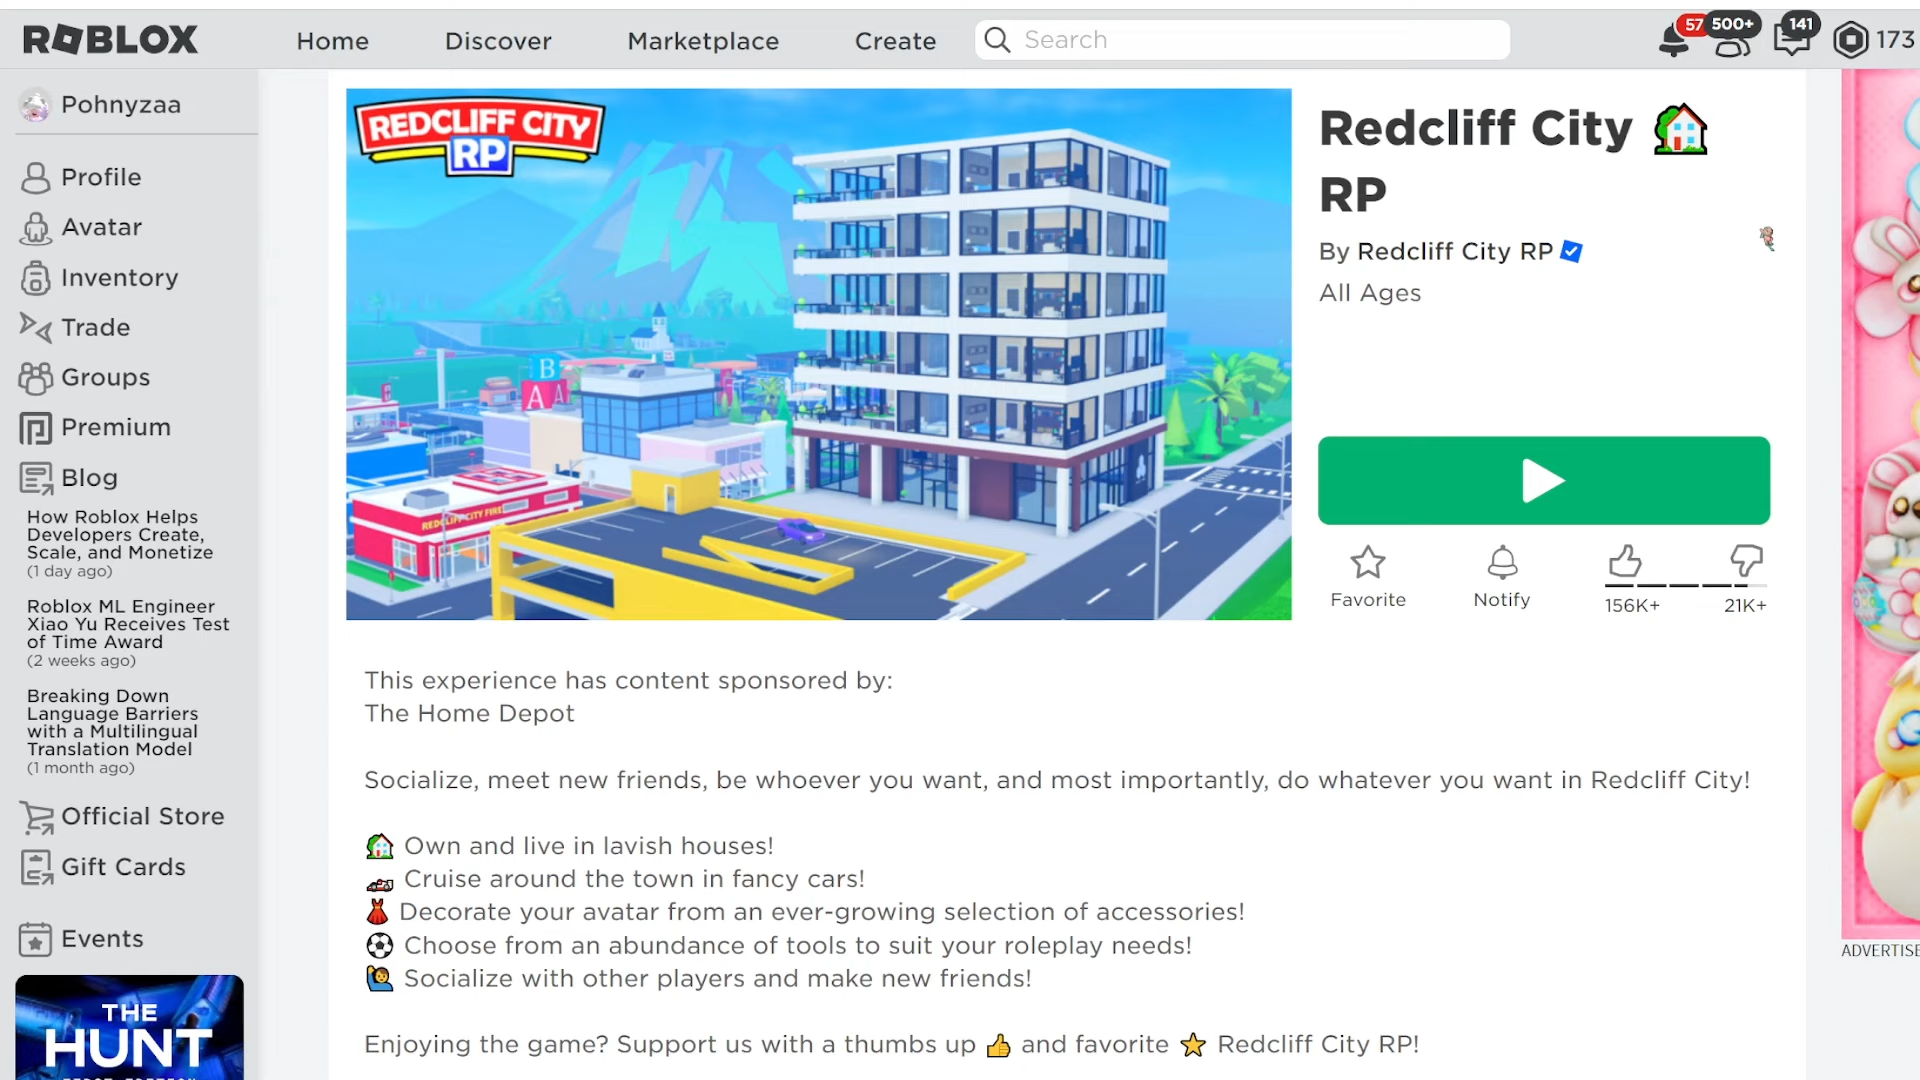 ROBLOX
Home
Discover
Marketplace
Create
Search
57
500+
141
173
Pohnyzaa
Profile
Avatar
Inventory
Trade
Groups
Premium
Blog
How Roblox Helps
Developers Create,
Scale, and Monetize
(1 day ago)
Roblox ML Engineer
Xiao Yu Receives Test
of Time Award
(2 weeks ago)
Breaking Down
Language Barriers
with a Multilingual
Translation Model
(1 month ago)
Official Store
Gift Cards
Events
THE
HUNT
REDCLIFF CITY
RP
B
A A
REDCLIFF CITY FIRE
Redcliff City
RP
By Redcliff City RP
All Ages
Favorite
Notify
156K+
21K+
This experience has content sponsored by:
The Home Depot
Socialize, meet new friends, be whoever you want, and most importantly, do whatever you want in Redcliff City!
Own and live in lavish houses!
Cruise around the town in fancy cars!
Decorate your avatar from an ever-growing selection of accessories!
Choose from an abundance of tools to suit your roleplay needs!
Socialize with other players and make new friends!
Enjoying the game? Support us with a thumbs up 👍 and favorite ⭐ Redcliff City RP!